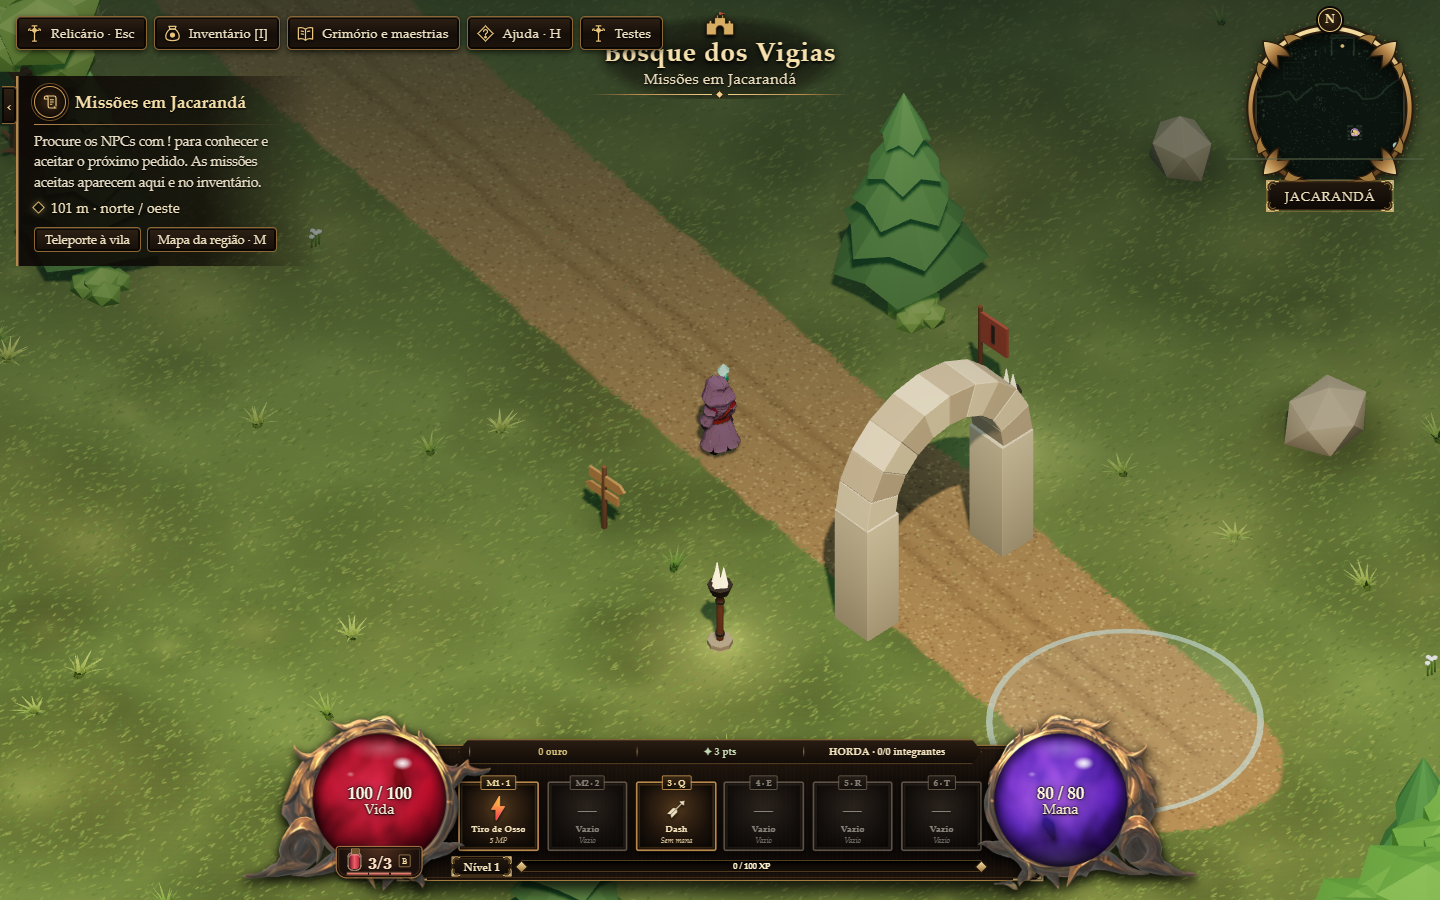 Relicário · Esc
Inventário [I]
Grimório e maestrias
Ajuda · H
Testes
Bosque dos Vigias
Missões em Jacarandá
N
JACARANDÁ
Missões em Jacarandá
Procure os NPCs com ! para conhecer e
aceitar o próximo pedido. As missões
aceitas aparecem aqui e no inventário.
101 m · norte / oeste
Teleporte à vila
Mapa da região · M
0 ouro
3 pts
HORDA · 0/0 integrantes
100 / 100
Vida
M1 · 1
Tiro de Osso
5 MP
M2 · 2
Vazio
Vazio
3 · Q
Dash
Sem mana
4 · E
Vazio
Vazio
5 · R
Vazio
Vazio
6 · T
Vazio
Vazio
80 / 80
Mana
3/3
B
Nível 1
0 / 100 XP